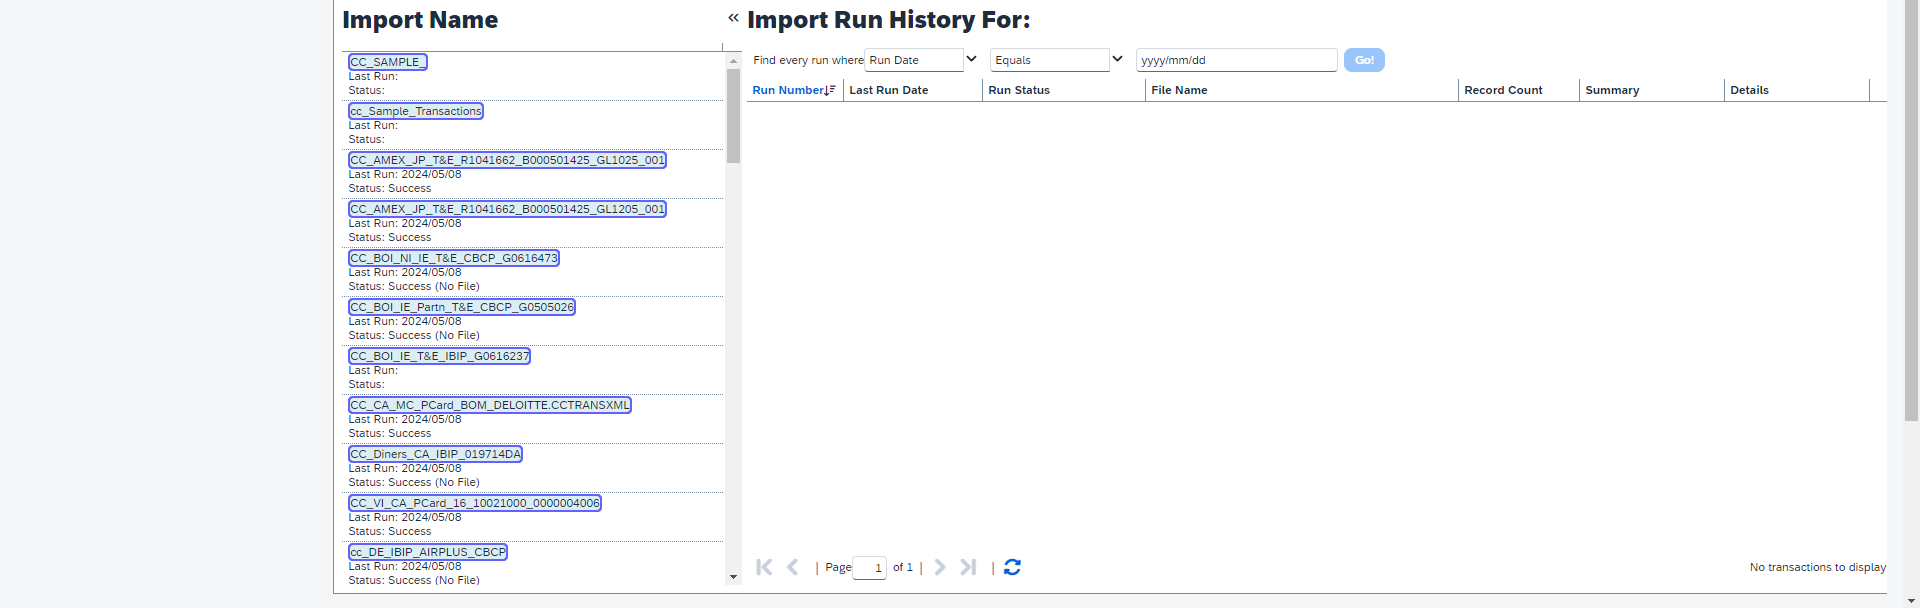 Import Name
CC_SAMPLE_
Last Run:
Status:
cc_Sample_Transactions
Last Run:
Status:
CC_AMEX_JP_T&E_R1041662_B000501425_GL1025_001
Last Run: 2024/05/08
Status: Success
CC_AMEX_JP_T&E_R1041662_B000501425_GL1205_001
Last Run: 2024/05/08
Status: Success
CC_BOI_NI_IE_T&E_CBCP_G0616473
Last Run: 2024/05/08
Status: Success (No File)
CC_BOI_IE_Partn_T&E_CBCP_G0505026
Last Run: 2024/05/08
Status: Success (No File)
CC_BOI_IE_T&E_IBIP_G0616237
Last Run:
Status:
CC_CA_MC_PCard_BOM_DELOITTE.CCTRANSXML
Last Run: 2024/05/08
Status: Success
CC_Diners_CA_IBIP_019714DA
Last Run: 2024/05/08
Status: Success (No File)
CC_VI_CA_PCard_16_10021000_0000004006
Last Run: 2024/05/08
Status: Success
cc_DE_IBIP_AIRPLUS_CBCP
Last Run: 2024/05/08
Status: Success (No File)
« Import Run History For:
Find every run where Run Date Equals yyyy/mm/dd Go!
Run Number Last Run Date Run Status File Name Record Count Summary Details
| Page 1 of 1 | | No transactions to display